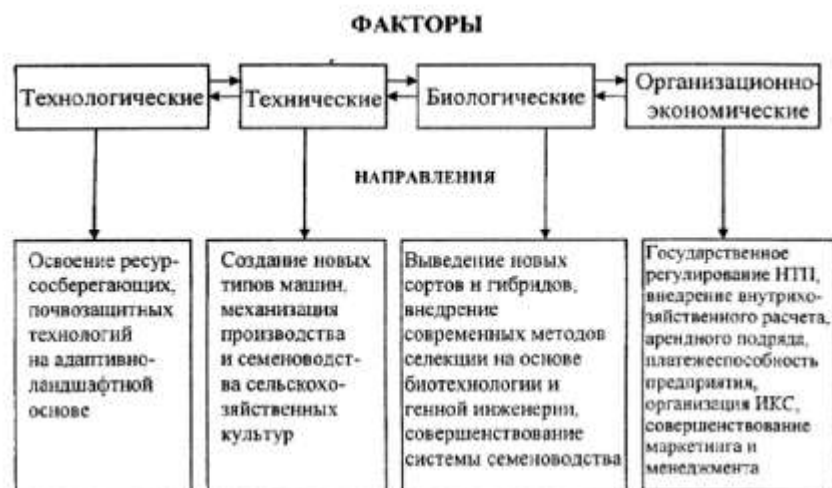 ФАКТОРЫ
Технологические
Технические
Биологические
Организационно-
экономические
НАПРАВЛЕНИЯ
Освоение ресур-
сосберегающих,
почвозащитных
технологий
на адаптивно-
ландшафтной
основе
Создание новых
типов машин,
механизация
производства
и семеноводст-
ва сельскохо-
зяйственных
культур
Выведение новых
сортов и гибридов,
внедрение
современных методов
селекции на основе
биотехнологии и
генной инженерии,
совершенствование
системы семеноводства
Государственное
регулирование НТП,
внедрение внутрихо-
зяйственного расчета,
арендного подряда,
платежеспособность
предприятия,
организация ИКС,
совершенствование
маркетинга и
менеджмента